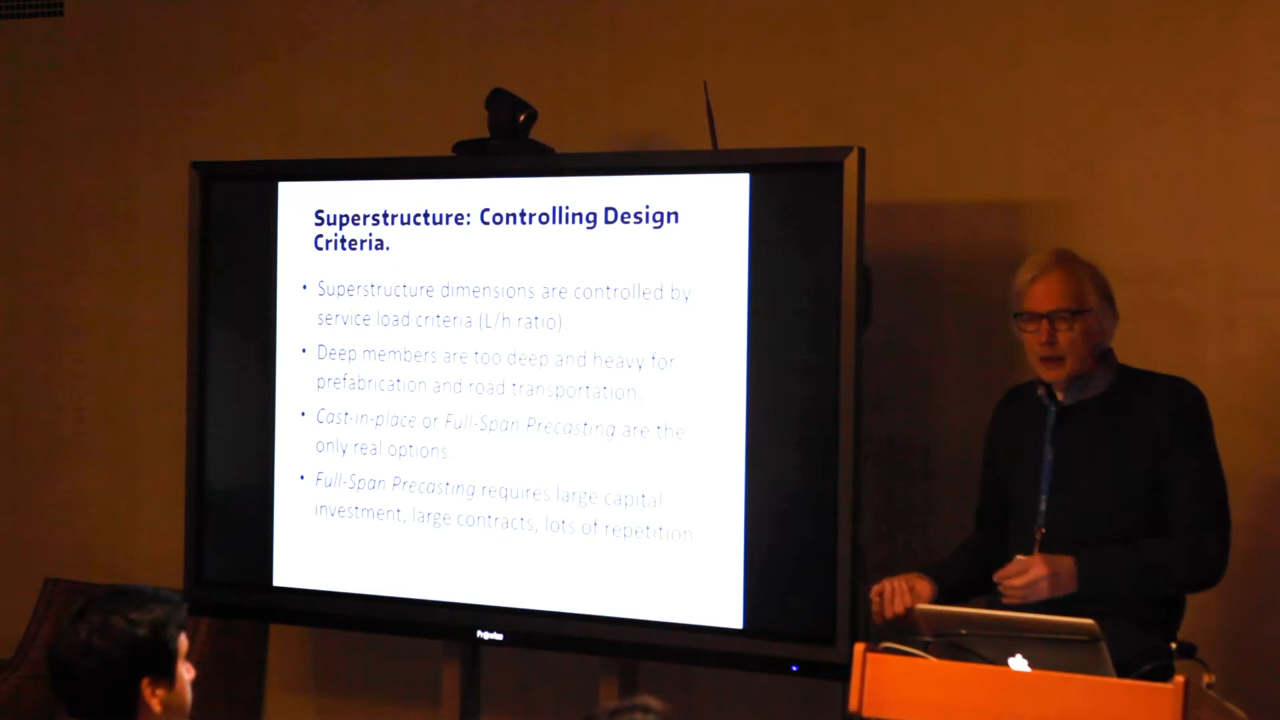 Superstructure: Controlling Design
Criteria.
• Superstructure dimensions are controlled by
service load criteria (L/h ratio)
• Deep members are too deep and heavy for
prefabrication and road transportation.
• Cast-in-place or Full-Span Precasting are the
only real options.
• Full-Span Precasting requires large capital
investment, large contracts, lots of repetition